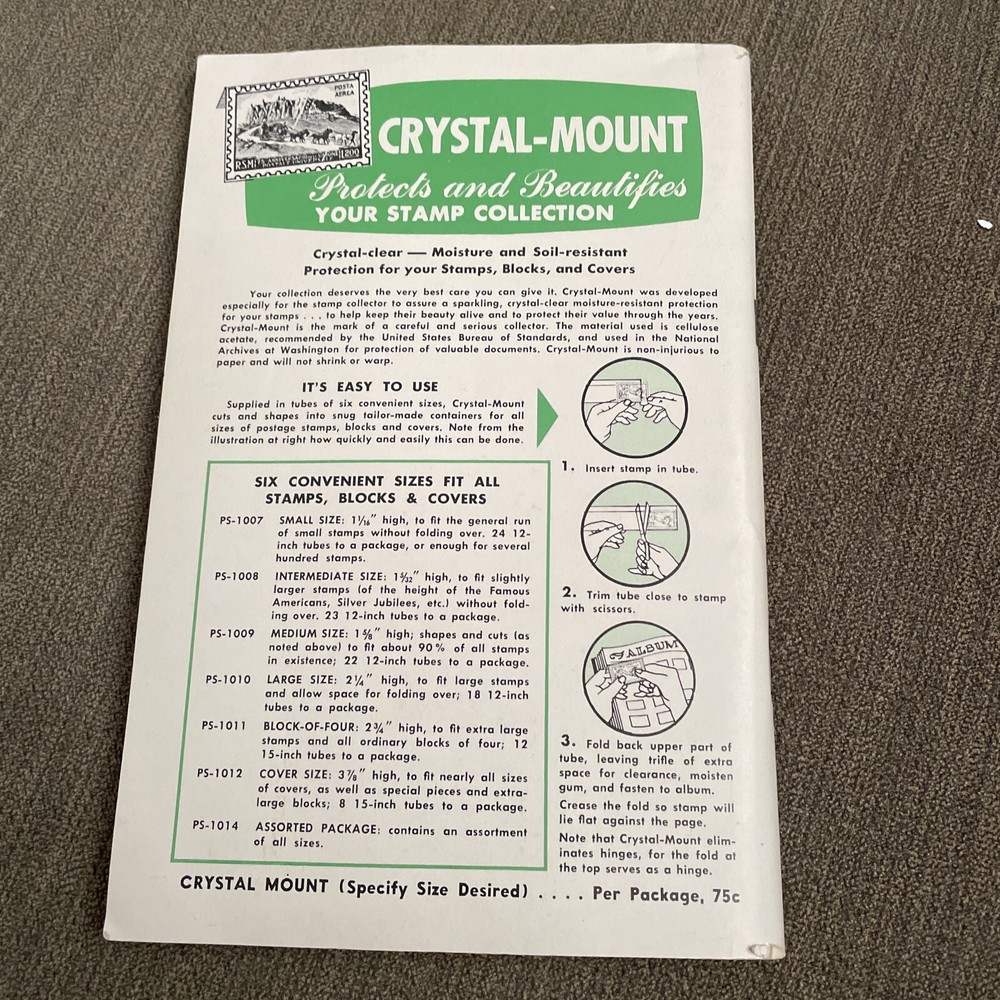 POSTA
AEREA
RSM
L.200
CRYSTAL-MOUNT
Protects and Beautifies
YOUR STAMP COLLECTION
Crystal-clear — Moisture and Soil-resistant
Protection for your Stamps, Blocks, and Covers
Your collection deserves the very best care you can give it. Crystal-Mount was developed
especially for the stamp collector to assure a sparkling, crystal-clear moisture-resistant protection
for your stamps . . . to help keep their beauty alive and to protect their value through the years.
Crystal-Mount is the mark of a careful and serious collector. The material used is cellulose
acetate, recommended by the United States Bureau of Standards, and used in the National
Archives at Washington for protection of valuable documents. Crystal-Mount is non-injurious to
paper and will not shrink or warp.
IT'S EASY TO USE
Supplied in tubes of six convenient sizes, Crystal-Mount
cuts and shapes into snug tailor-made containers for all
sizes of postage stamps, blocks and covers. Note from the
illustration at right how quickly and easily this can be done.
SIX CONVENIENT SIZES FIT ALL
STAMPS, BLOCKS & COVERS
PS-1007 SMALL SIZE: 1 1/16" high, to fit the general run
of small stamps without folding over. 24 12-
inch tubes to a package, or enough for several
hundred stamps.
PS-1008 INTERMEDIATE SIZE: 1 5/32" high, to fit slightly
larger stamps (of the height of the Famous
Americans, Silver Jubilees, etc.) without fold-
ing over. 23 12-inch tubes to a package.
PS-1009 MEDIUM SIZE: 1 5/8" high; shapes and cuts (as
noted above) to fit about 90% of all stamps
in existence; 22 12-inch tubes to a package.
PS-1010 LARGE SIZE: 2 1/4" high, to fit large stamps
and allow space for folding over; 18 12-inch
tubes to a package.
PS-1011 BLOCK-OF-FOUR: 2 3/4" high, to fit extra large
stamps and all ordinary blocks of four; 12
15-inch tubes to a package.
PS-1012 COVER SIZE: 3 7/8" high, to fit nearly all sizes
of covers, as well as special pieces and extra-
large blocks; 8 15-inch tubes to a package.
PS-1014 ASSORTED PACKAGE: contains an assortment
of all sizes.
1. Insert stamp in tube.
2. Trim tube close to stamp
with scissors.
ALBUM
3. Fold back upper part of
tube, leaving trifle of extra
space for clearance, moisten
gum, and fasten to album.
Crease the fold so stamp will
lie flat against the page.
Note that Crystal-Mount elim-
inates hinges, for the fold at
the top serves as a hinge.
CRYSTAL MOUNT (Specify Size Desired) . . . . Per Package, 75c